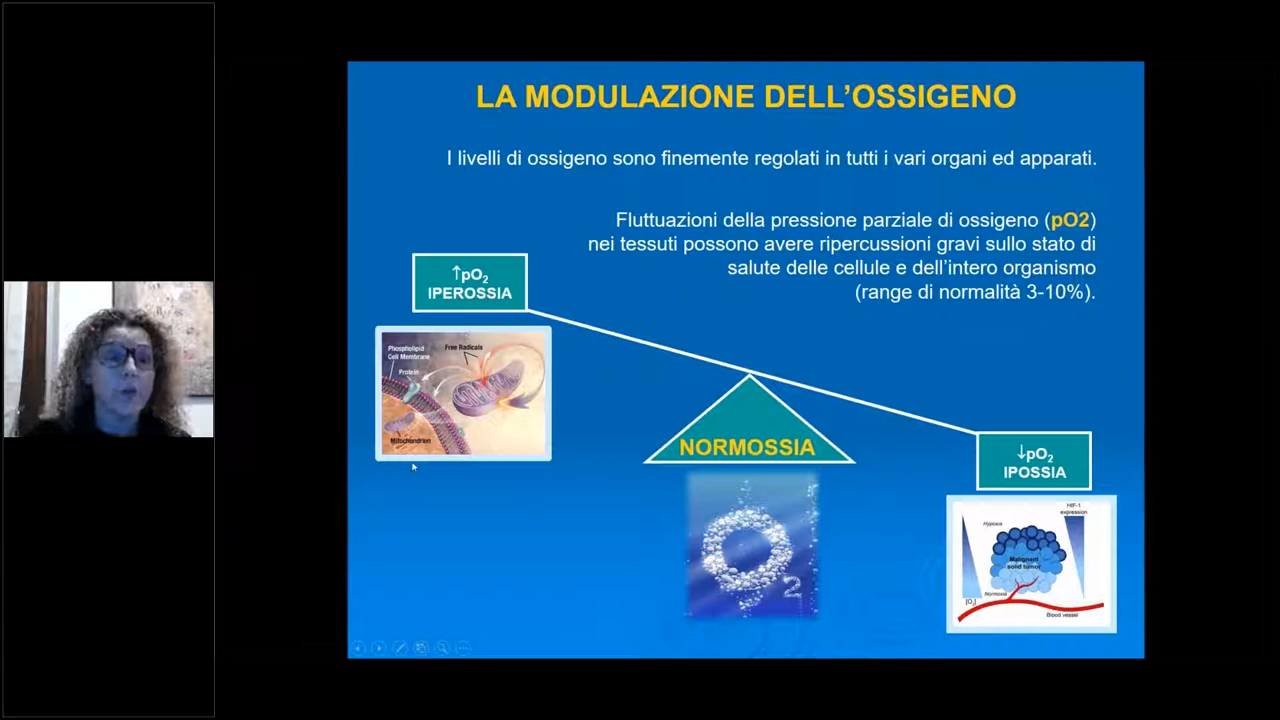 LA MODULAZIONE DELL'OSSIGENO
I livelli di ossigeno sono finemente regolati in tutti i vari organi ed apparati.
Fluttuazioni della pressione parziale di ossigeno (pO2)
nei tessuti possono avere ripercussioni gravi sullo stato di
salute delle cellule e dell'intero organismo
(range di normalità 3-10%).
↑pO₂
IPEROSSIA
Phospholipid
Cell Membrane
Free Radicals
Protein
Mitochondrion
NORMOSSIA
O₂
↓pO₂
IPOSSIA
HIF-1
expression
Hypoxia
Malignant
solid tumor
Normoxia
[O₂]
Blood vessel